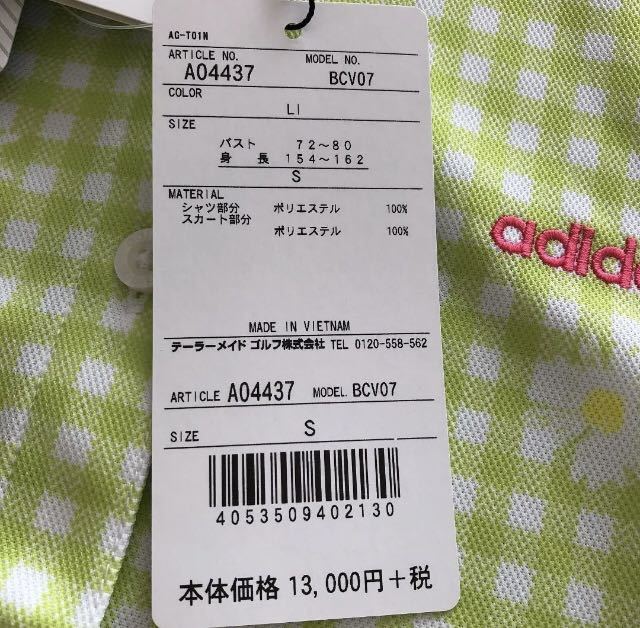 AG-T01N
ARTICLE NO. MODEL NO.
A04437 BCV07
COLOR
LI
SIZE
バスト 72～80
身 長 154～162
S
MATERIAL
シャツ部分 ポリエステル 100%
スカート部分
ポリエステル 100%
MADE IN VIETNAM
テーラーメイド ゴルフ株式会社 TEL 0120-558-562
ARTICLE A04437 MODEL. BCV07
SIZE S
4053509402130
本体価格 13,000円＋税
adida